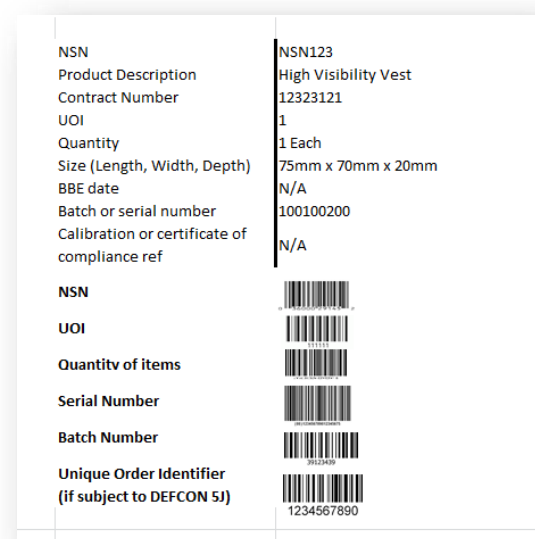 NSN NSN123
Product Description High Visibility Vest
Contract Number 12323121
UOI 1
Quantity 1 Each
Size (Length, Width, Depth) 75mm x 70mm x 20mm
BBE date N/A
Batch or serial number 100100200
Calibration or certificate of
compliance ref N/A
NSN
UOI
111111
Quantity of items
Serial Number
Batch Number
39123439
Unique Order Identifier
(if subject to DEFCON 5J)
1234567890